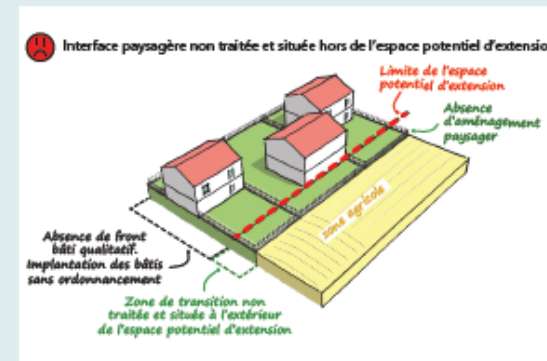 Interface paysagère non traitée et située hors de l'espace potentiel d'extensio
Limite de l'espace
potentiel d'extension
Absence
d'aménagement
paysager
zone agricole
Absence de front
bâti qualitatif.
Implantation des bâtis
sans ordonnancement
Zone de transition non
traitée et située à l'extérieur
de l'espace potentiel d'extension